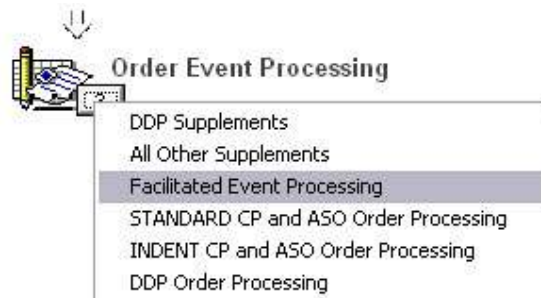 Order Event Processing
?
DDP Supplements
All Other Supplements
Facilitated Event Processing
STANDARD CP and ASO Order Processing
INDENT CP and ASO Order Processing
DDP Order Processing